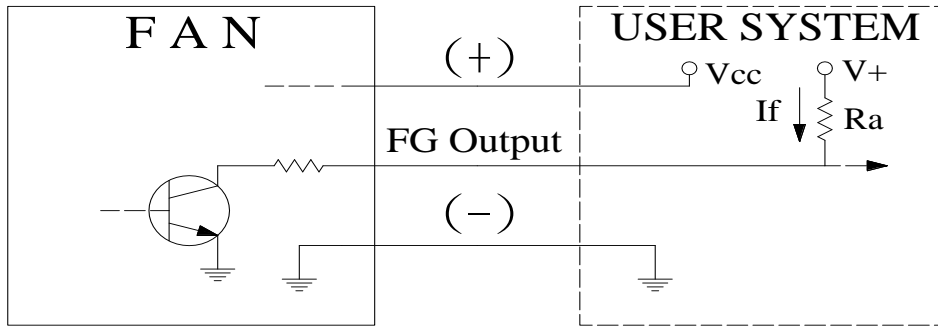 F A N
USER SYSTEM
(+)
Vcc
V+
If
Ra
FG Output
(-)